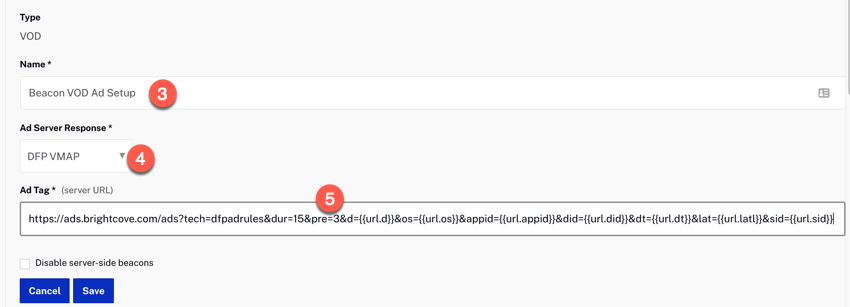 Type
VOD
Name *
Beacon VOD Ad Setup 3
Ad Server Response *
DFP VMAP 4
Ad Tag * (server URL) 5
https://ads.brightcove.com/ads?tech=dfpadrules&dur=15&pre=3&d={{url.d}}&os={{url.os}}&appid={{url.appid}}&did={{url.did}}&dt={{url.dt}}&lat={{url.latl}}&sid={{url.sid}}
Disable server-side beacons
Cancel Save